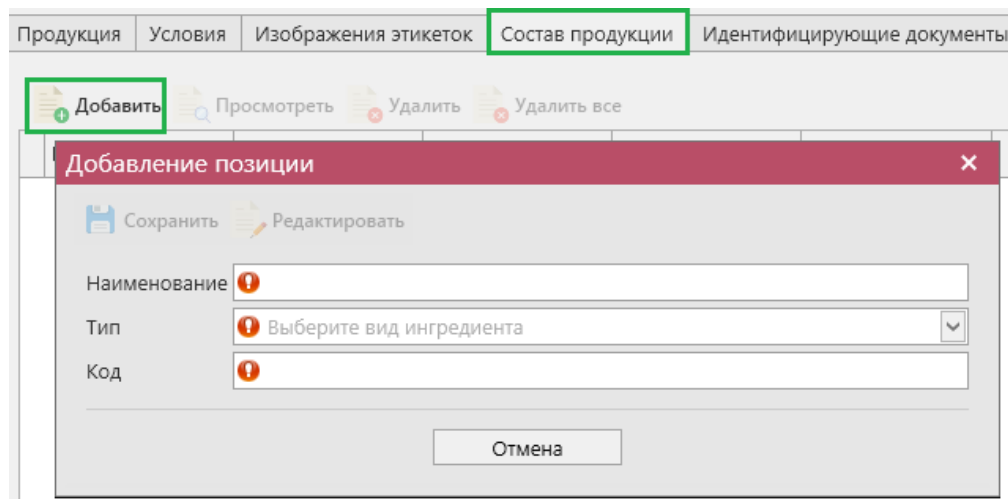 Продукция Условия Изображения этикеток Состав продукции Идентифицирующие документы
Добавить Просмотреть Удалить Удалить все
Добавление позиции
Сохранить Редактировать
Наименование
Тип Выберите вид ингредиента
Код
Отмена